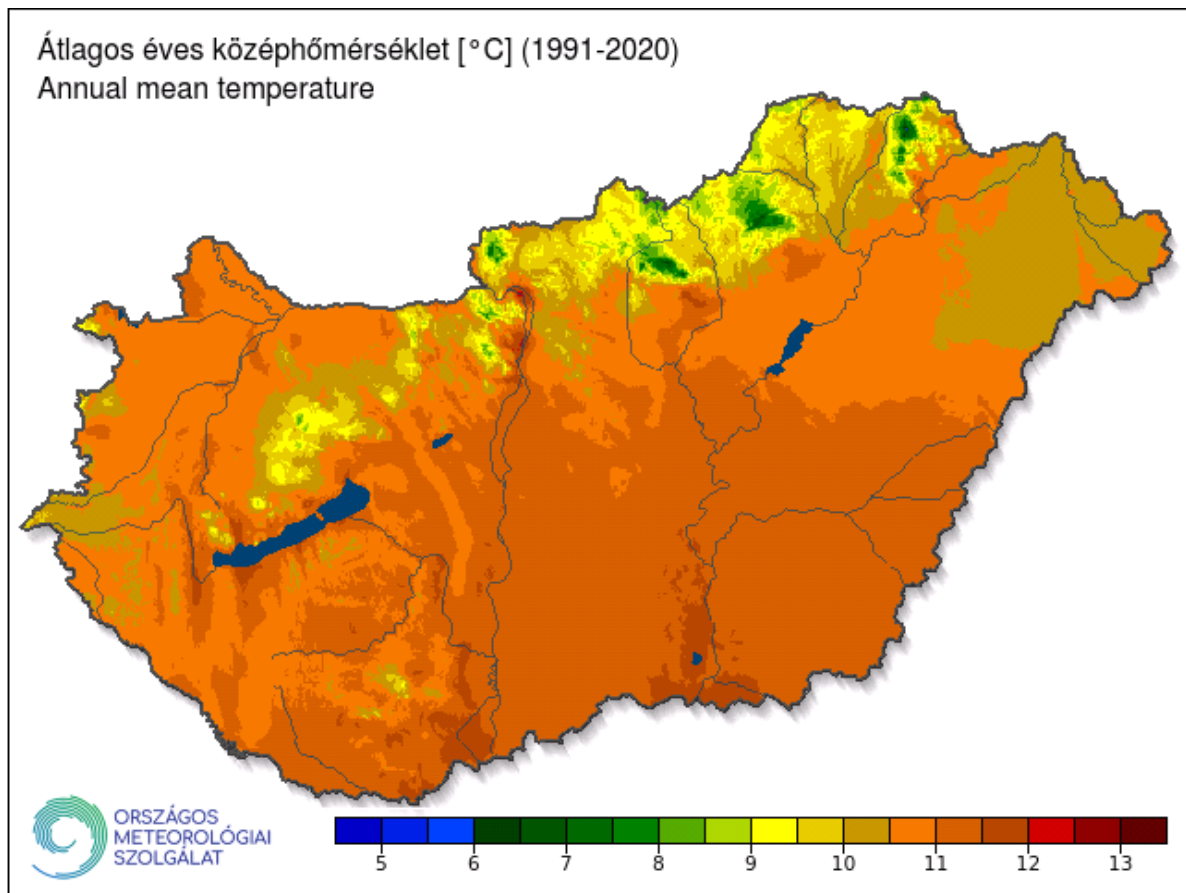 Átlagos éves középhőmérséklet [°C] (1991-2020)
Annual mean temperature
ORSZÁGOS
METEOROLÓGIAI
SZOLGÁLAT
5 6 7 8 9 10 11 12 13